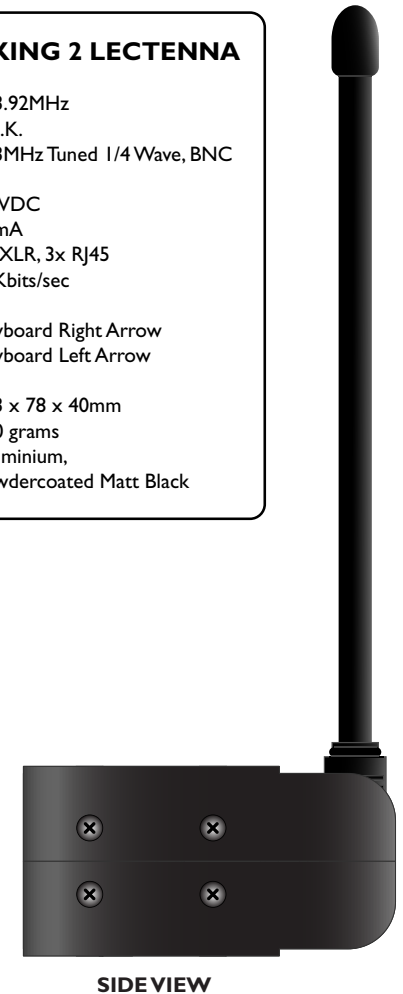 KING 2 LECTENNA
3.92MHz
.K.
3MHz Tuned 1/4 Wave, BNC
VDC
mA
XLR, 3x RJ45
Kbits/sec
yboard Right Arrow
yboard Left Arrow
3 x 78 x 40mm
0 grams
minium,
wdercoated Matt Black
SIDE VIEW